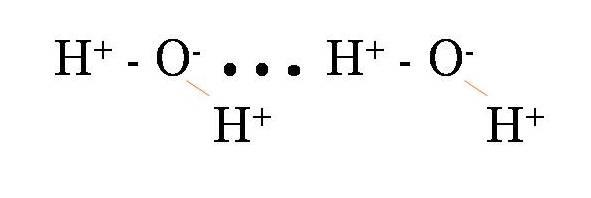 H⁺ - O⁻ • • • H⁺ - O⁻
H⁺ H⁺